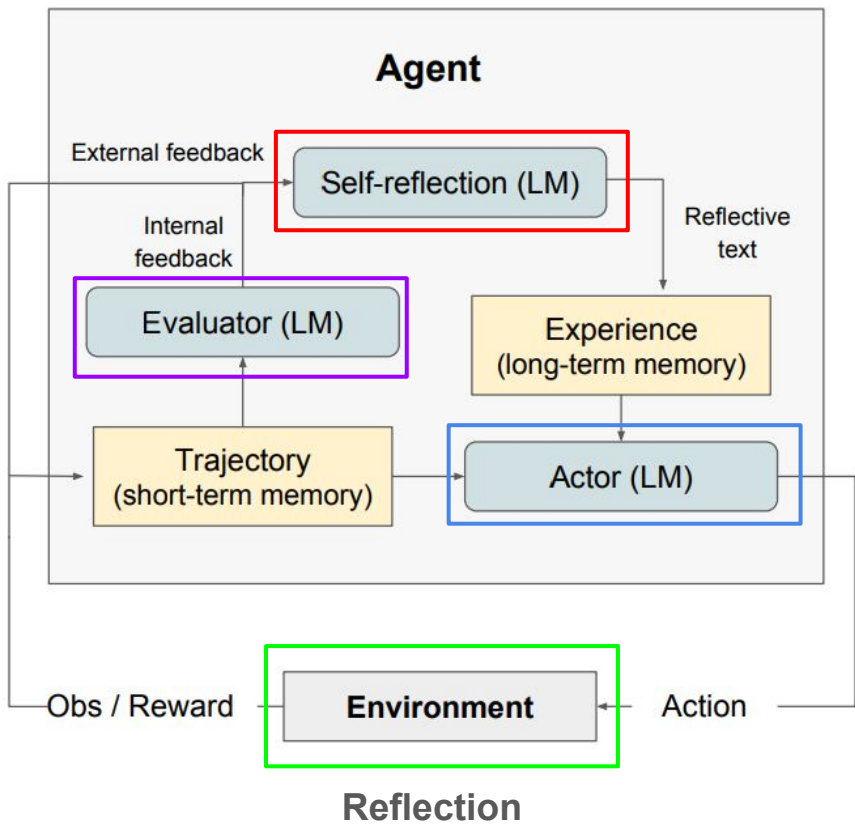 Agent
External feedback
Self-reflection (LM)
Internal
feedback
Reflective
text
Evaluator (LM)
Experience
(long-term memory)
Trajectory
(short-term memory)
Actor (LM)
Obs / Reward
Environment
Action
Reflection